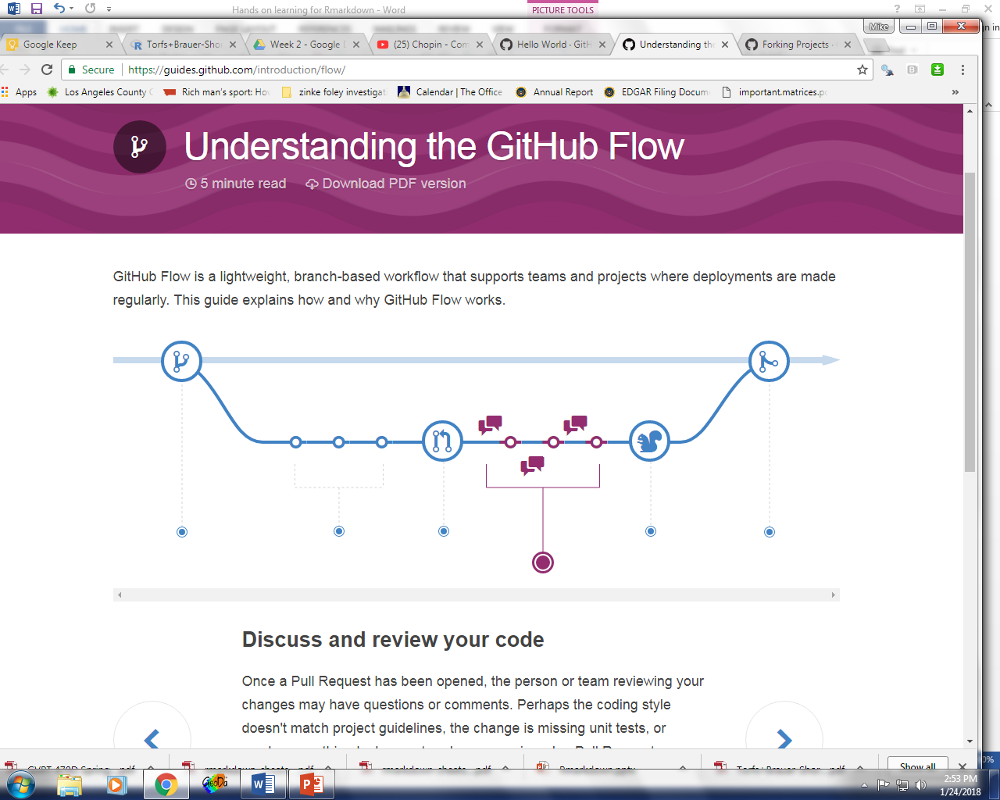 Hands on learning for Rmarkdown - Word
PICTURE TOOLS
Mike
Google Keep
Torfs+Brauer-Shor
Week 2 - Google D
(25) Chopin - Com
Hello World · GitH
Understanding the
Forking Projects ·
Secure
https://guides.github.com/introduction/flow/
Apps
Los Angeles County
Rich man's sport: Ho
zinke foley investigat
Calendar | The Office
Annual Report
EDGAR Filing Docum
important.matrices.p
»
Understanding the GitHub Flow
5 minute read
Download PDF version
GitHub Flow is a lightweight, branch-based workflow that supports teams and projects where deployments are made
regularly. This guide explains how and why GitHub Flow works.
Discuss and review your code
Once a Pull Request has been opened, the person or team reviewing your
changes may have questions or comments. Perhaps the coding style
doesn't match project guidelines, the change is missing unit tests, or
Show all
2:53 PM
1/24/2018